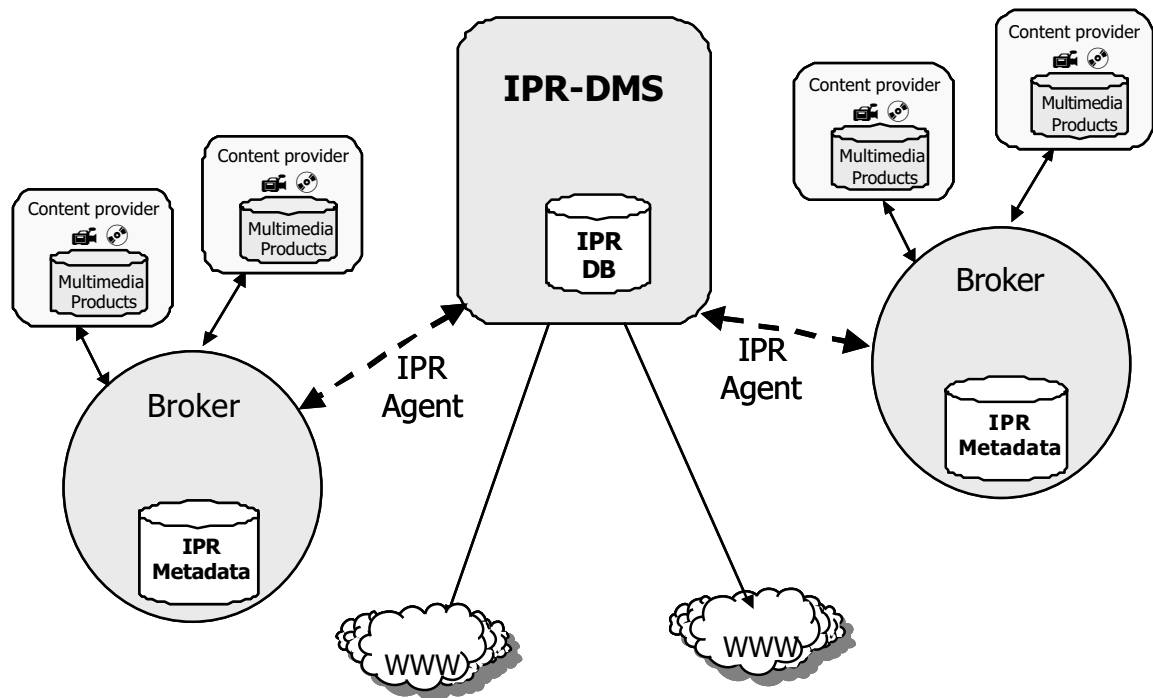 IPR-DMS
IPR
DB
Content provider
Multimedia
Products
Content provider
Multimedia
Products
Broker
IPR
Metadata
IPR
Agent
Content provider
Multimedia
Products
Content provider
Multimedia
Products
Broker
IPR
Metadata
IPR
Agent
WWW
WWW